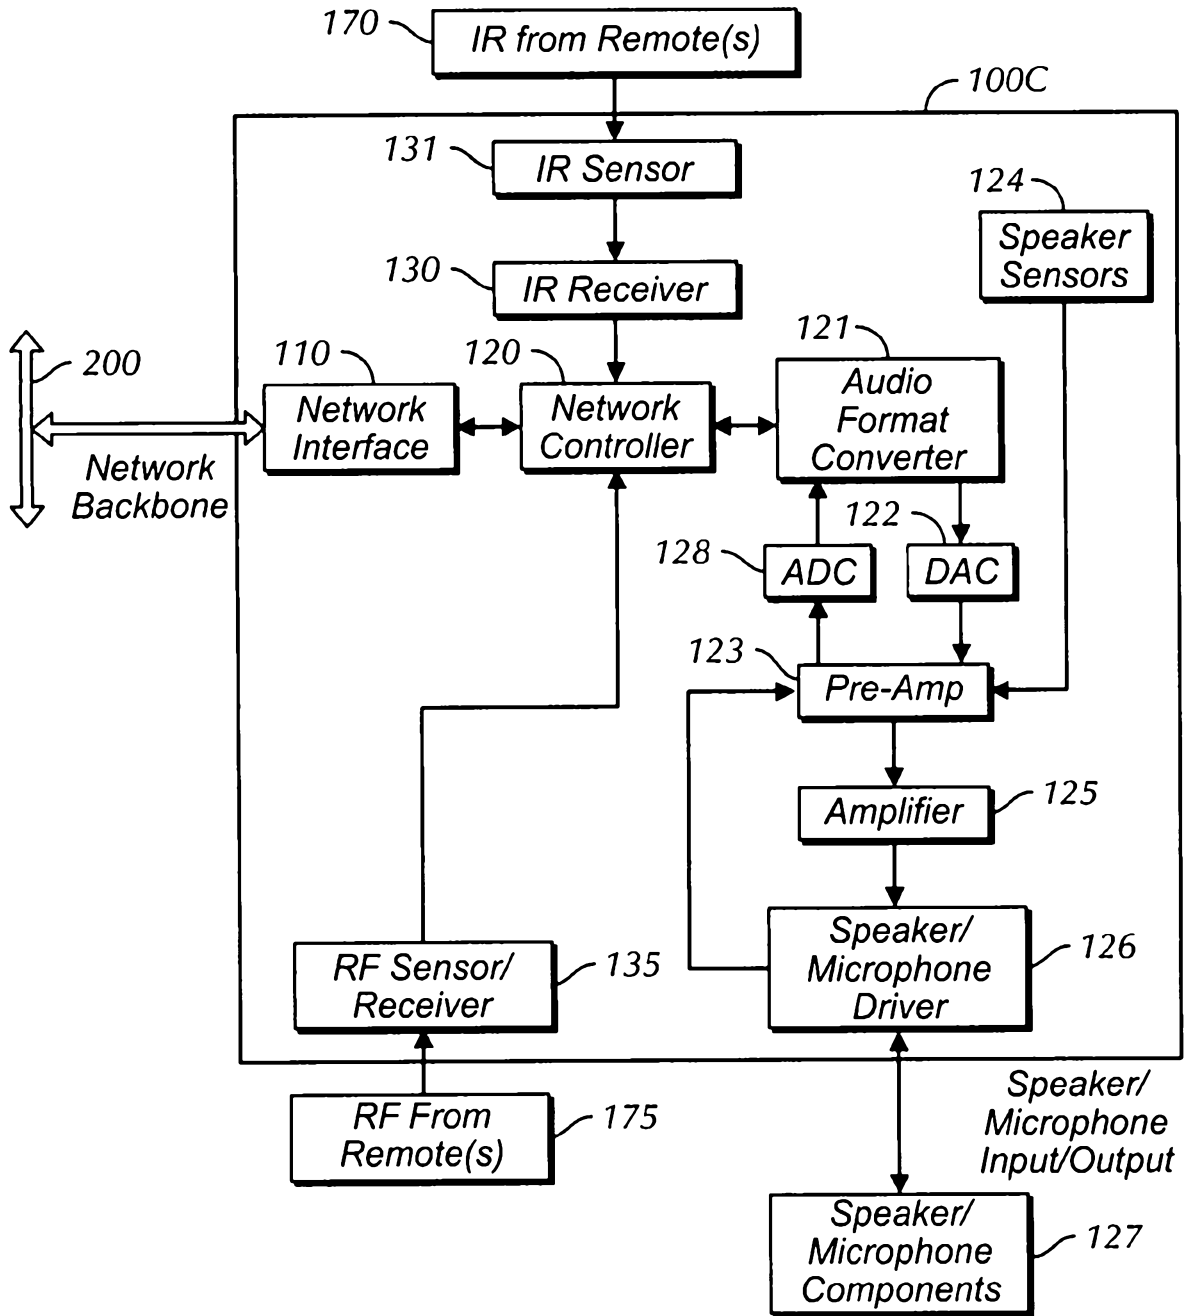 170
IR from Remote(s)
100C
131
IR Sensor
124
Speaker
Sensors
130
IR Receiver
200
110
120
121
Network
Interface
Network
Controller
Audio
Format
Converter
Network
Backbone
128
ADC
122
DAC
123
Pre-Amp
Amplifier
125
RF Sensor/
Receiver
135
Speaker/
Microphone
Driver
126
RF From
Remote(s)
175
Speaker/
Microphone
Input/Output
Speaker/
Microphone
Components
127